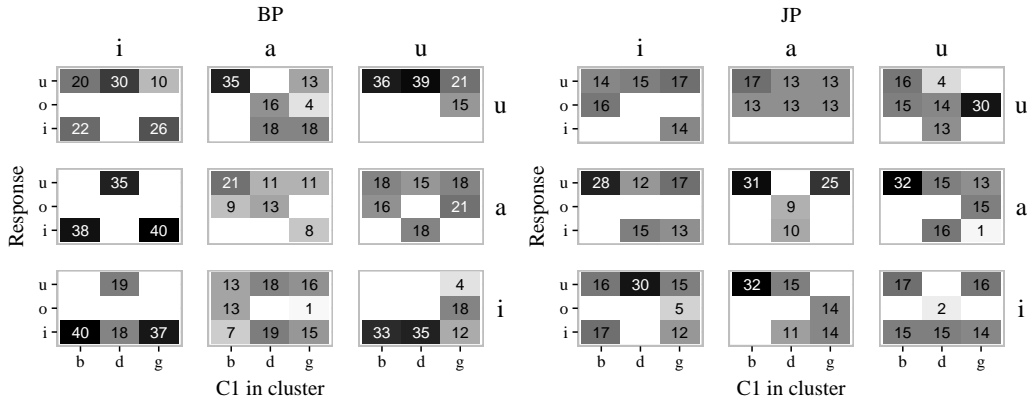 BP JP
i a u i a u
u 20 30 10 35 13 36 39 21 u 14 15 17 17 13 13 16 4
o 16 4 15 u o 16 13 13 13 15 14 30 u
i 22 26 18 18 i 14 13
Response Response
u 35 21 11 11 18 15 18 u 28 12 17 31 25 32 15 13
o 9 13 16 21 a o 9 15 a
i 38 40 8 18 i 15 13 10 16 1
u 19 13 18 16 4 u 16 30 15 32 15 17 16
o 13 1 18 i o 5 14 2 i
i 40 18 37 7 19 15 33 35 12 i 17 12 11 14 15 15 14
b d g b d g b d g b d g b d g b d g
C1 in cluster C1 in cluster